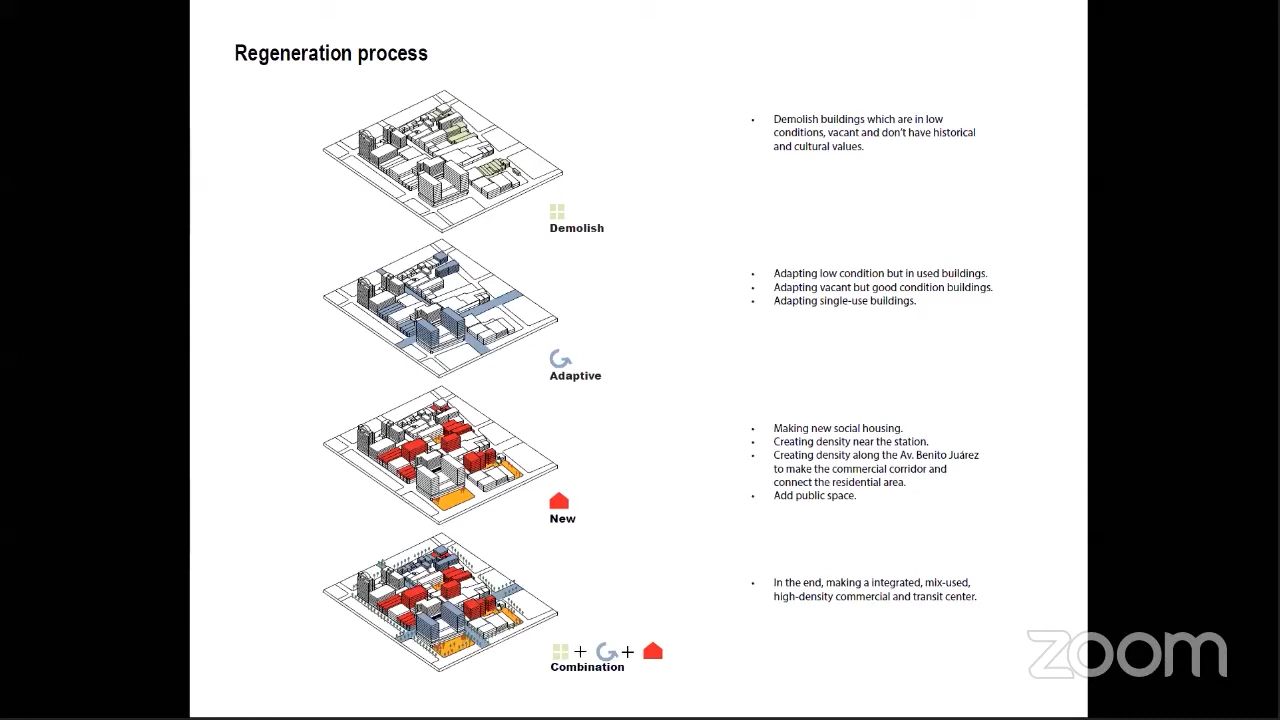 Regeneration process
• Demolish buildings which are in low
conditions, vacant and don't have historical
and cultural values.
Demolish
• Adapting low condition but in used buildings.
• Adapting vacant but good condition buildings.
• Adapting single-use buildings.
Adaptive
• Making new social housing.
• Creating density near the station.
• Creating density along the Av. Benito Juárez
to make the commercial corridor and
connect the residential area.
• Add public space.
New
• In the end, making a integrated, mix-used,
high-density commercial and transit center.
+ +
Combination
zoom